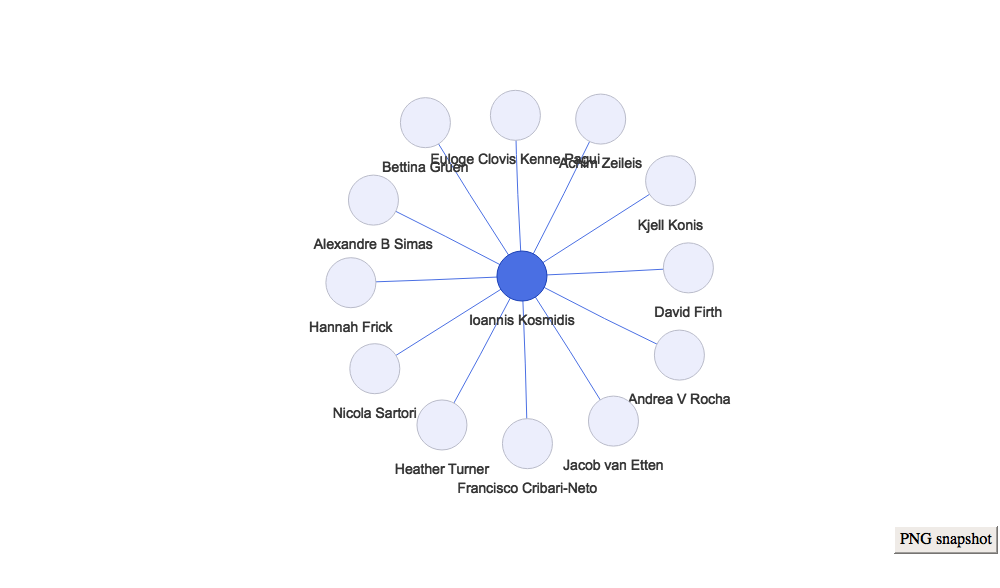 Euloge Clovis Kenne Pagui
Achim Zeileis
Bettina Gruen
Kjell Konis
Alexandre B Simas
David Firth
Ioannis Kosmidis
Hannah Frick
Andrea V Rocha
Nicola Sartori
Jacob van Etten
Heather Turner
Francisco Cribari-Neto
PNG snapshot